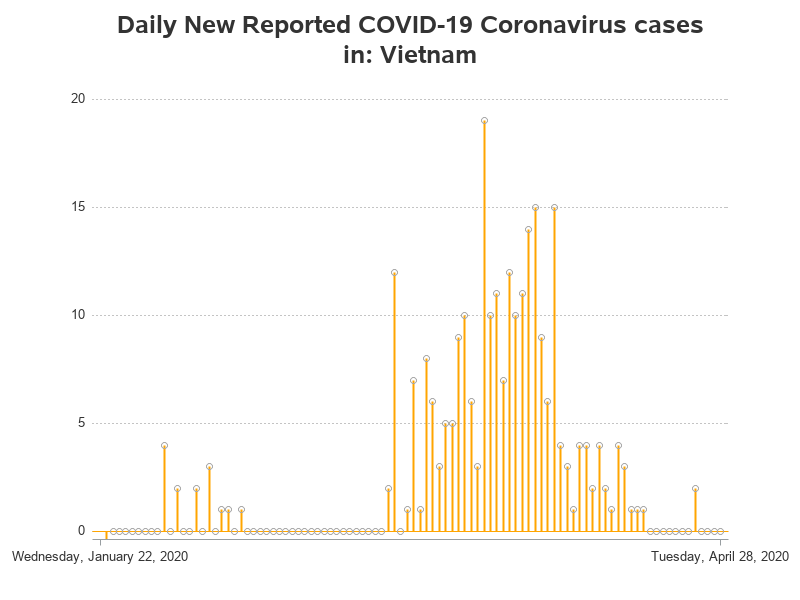 Daily New Reported COVID-19 Coronavirus cases
in: Vietnam
20
15
10
5
0
Wednesday, January 22, 2020 Tuesday, April 28, 2020